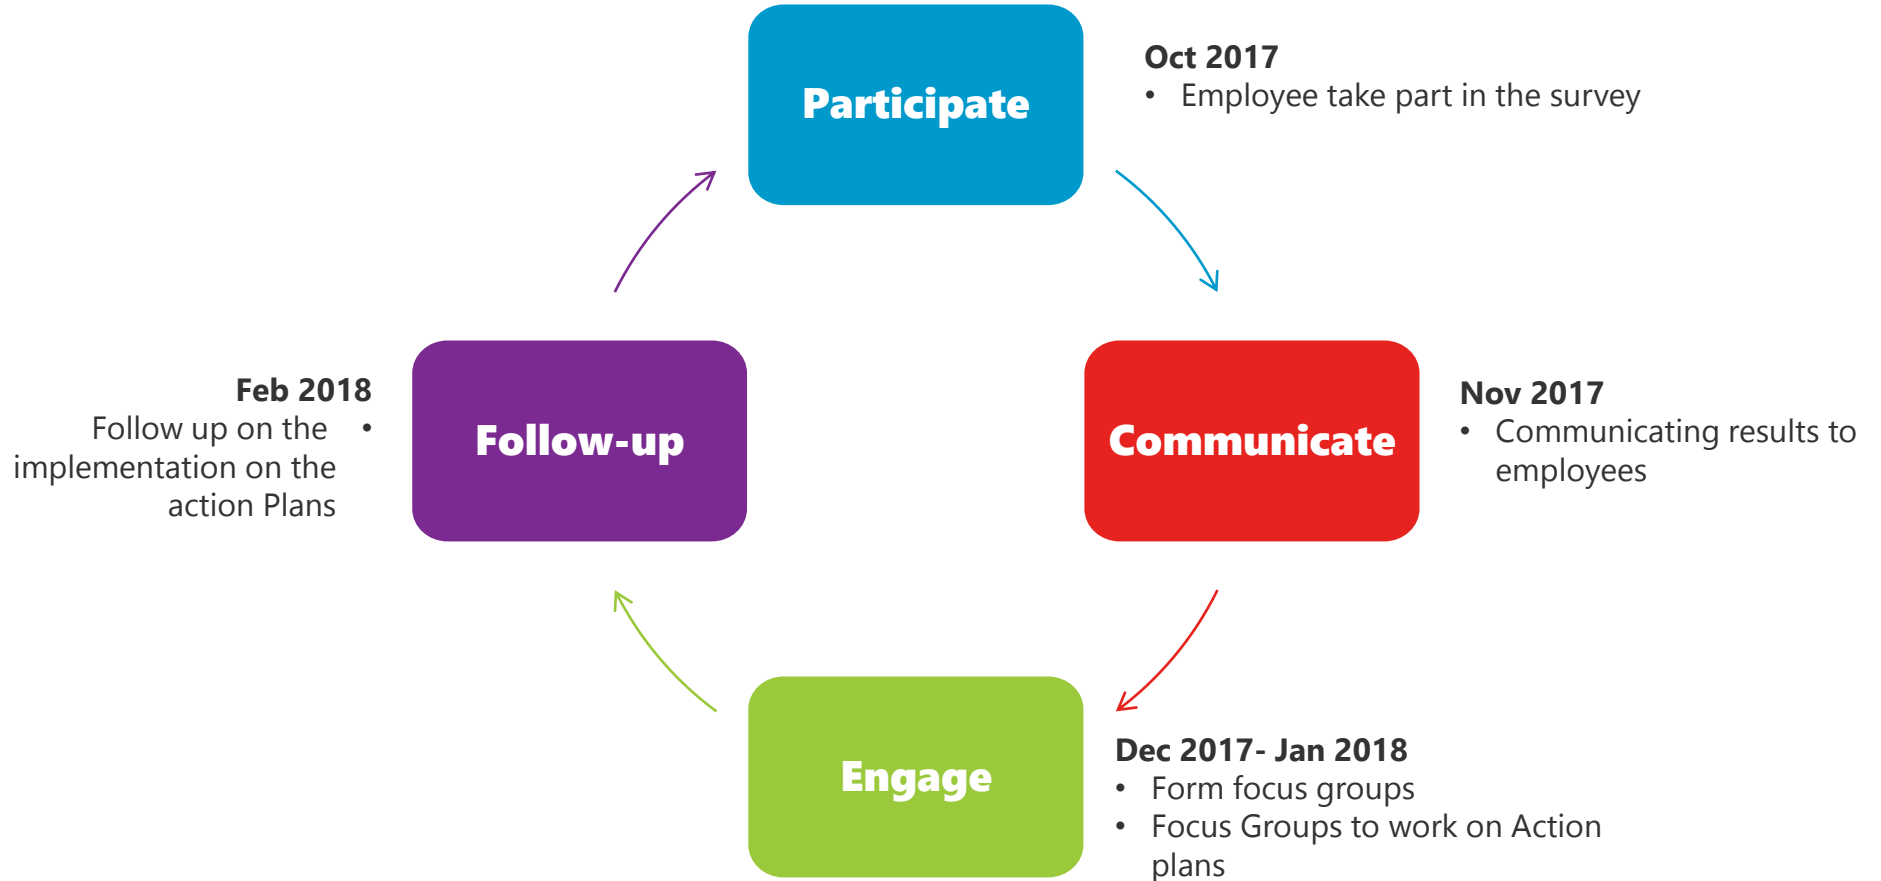 Participate
Oct 2017
• Employee take part in the survey
Communicate
Nov 2017
• Communicating results to
employees
Engage
Dec 2017- Jan 2018
• Form focus groups
• Focus Groups to work on Action
plans
Follow-up
Feb 2018
Follow up on the •
implementation on the
action Plans